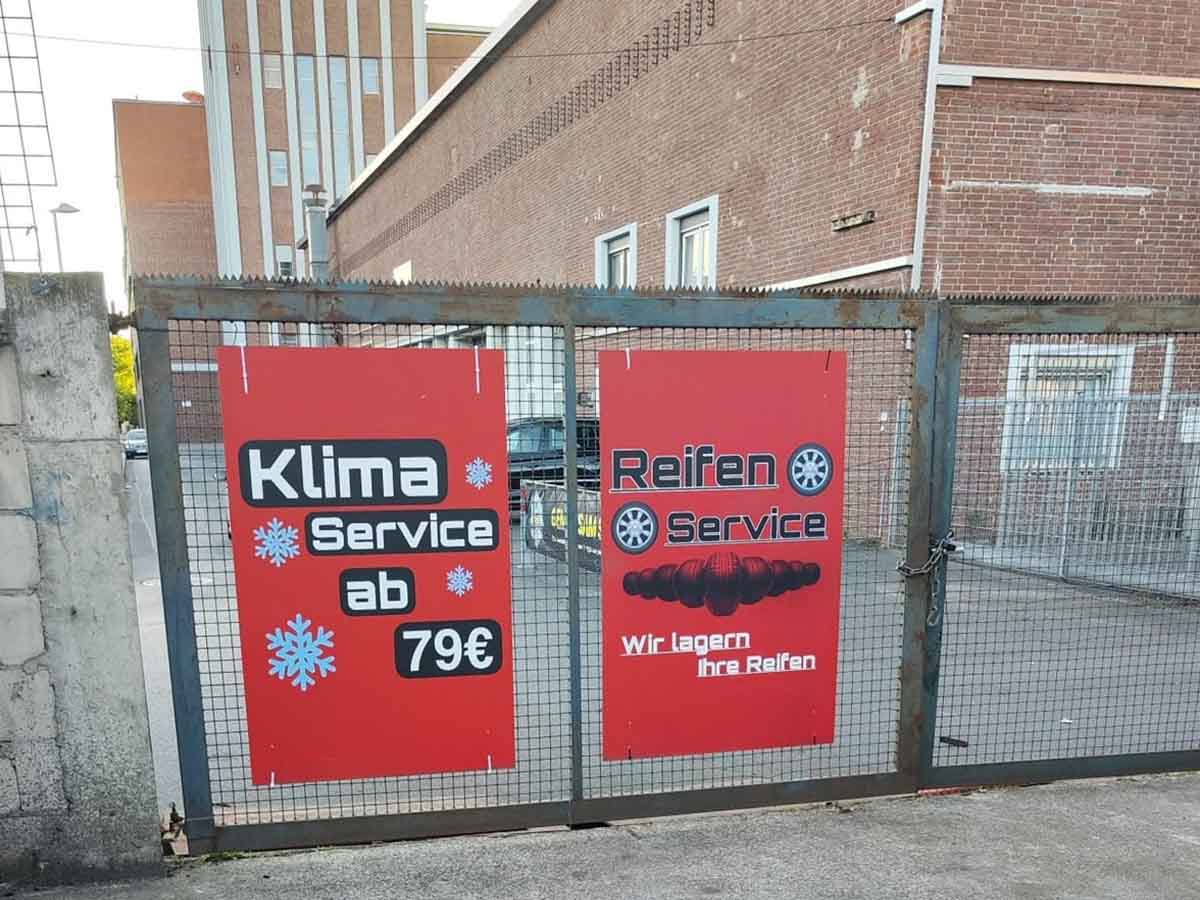 Klima
Service
ab
79€
Reifen
Service
Wir lagern
Ihre Reifen